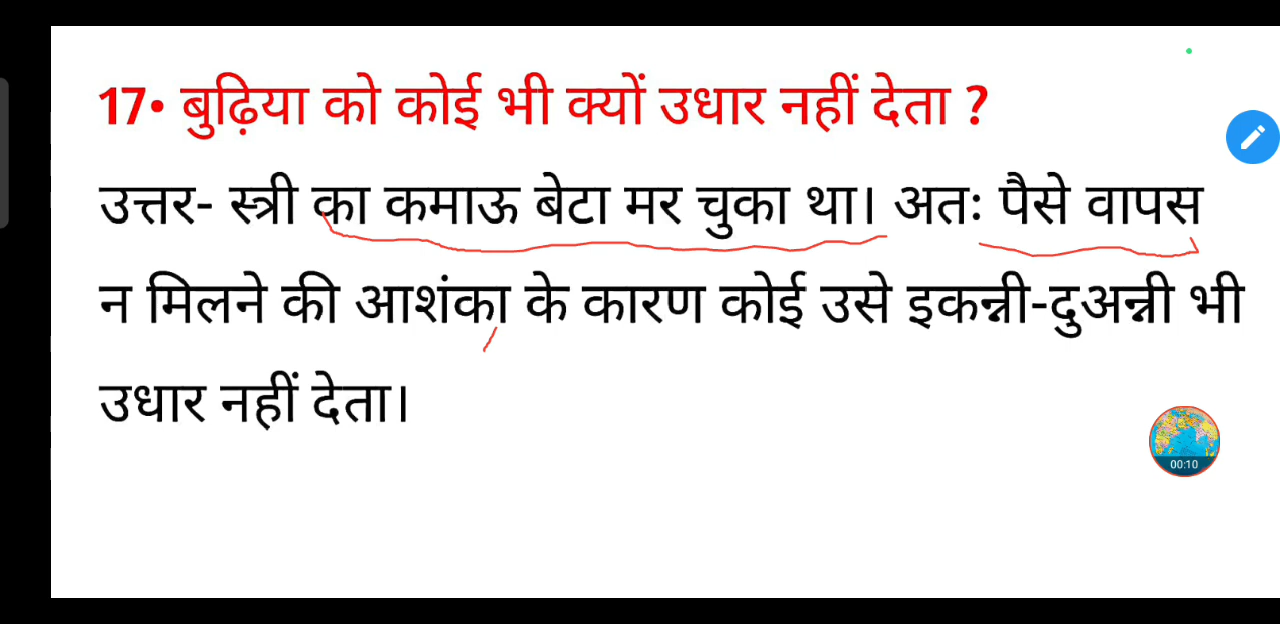 17• बुढ़िया को कोई भी क्यों उधार नहीं देता ?
उत्तर- स्त्री का कमाऊ बेटा मर चुका था। अतः पैसे वापस
न मिलने की आशंका के कारण कोई उसे इकन्नी-दुअन्नी भी
उधार नहीं देता।
00:10